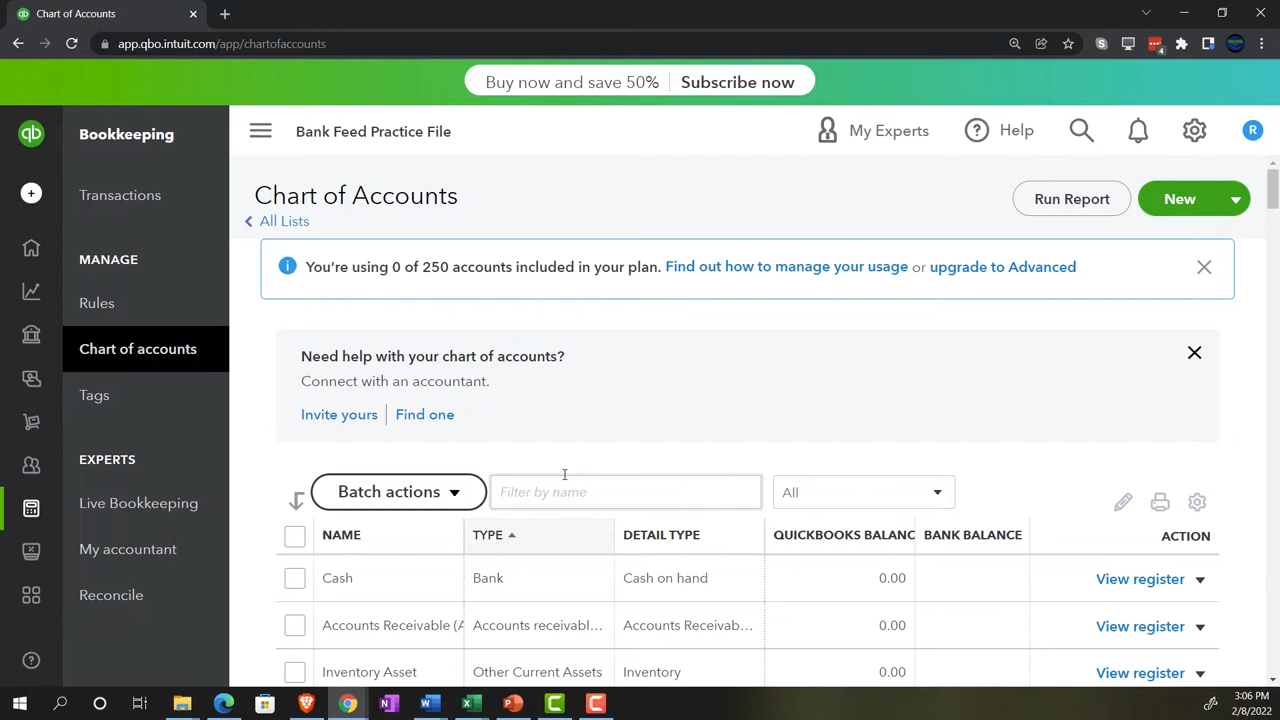 Chart of Accounts
app.qbo.intuit.com/app/chartofaccounts
4
Buy now and save 50% Subscribe now
qb
Bookkeeping
Bank Feed Practice File
My Experts
Help
R
Transactions
MANAGE
Rules
Chart of accounts
Tags
EXPERTS
Live Bookkeeping
My accountant
Reconcile
Chart of Accounts
All Lists
Run Report
New
You're using 0 of 250 accounts included in your plan. Find out how to manage your usage or upgrade to Advanced
Need help with your chart of accounts?
Connect with an accountant.
Invite yours Find one
Batch actions Filter by name All
NAME TYPE DETAIL TYPE QUICKBOOKS BALANC BANK BALANCE ACTION
Cash Bank Cash on hand 0.00 View register
Accounts Receivable (A Accounts receivabl... Accounts Receivab... 0.00 View register
Inventory Asset Other Current Assets Inventory 0.00 View register
3:06 PM
2/8/2022